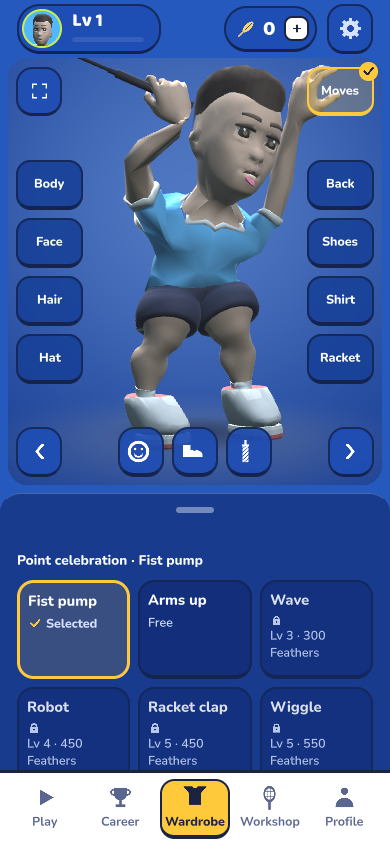 Lv 1
0
+
Moves
Body
Back
Face
Shoes
Hair
Shirt
Hat
Racket
Point celebration · Fist pump
Fist pump
Selected
Arms up
Free
Wave
Lv 3 · 300
Feathers
Robot
Lv 4 · 450
Feathers
Racket clap
Lv 5 · 450
Feathers
Wiggle
Lv 5 · 550
Feathers
Play
Career
Wardrobe
Workshop
Profile